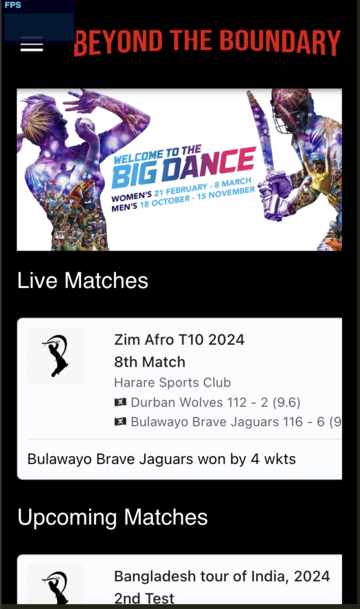 FPS
BEYOND THE BOUNDARY
WELCOME TO THE
BIG DANCE
WOMEN'S 21 FEBRUARY - 8 MARCH
MEN'S 18 OCTOBER - 15 NOVEMBER
Live Matches
Zim Afro T10 2024
8th Match
Harare Sports Club
Durban Wolves 112 - 2 (9.6)
Bulawayo Brave Jaguars 116 - 6 (9
Bulawayo Brave Jaguars won by 4 wkts
Upcoming Matches
Bangladesh tour of India, 2024
2nd Test